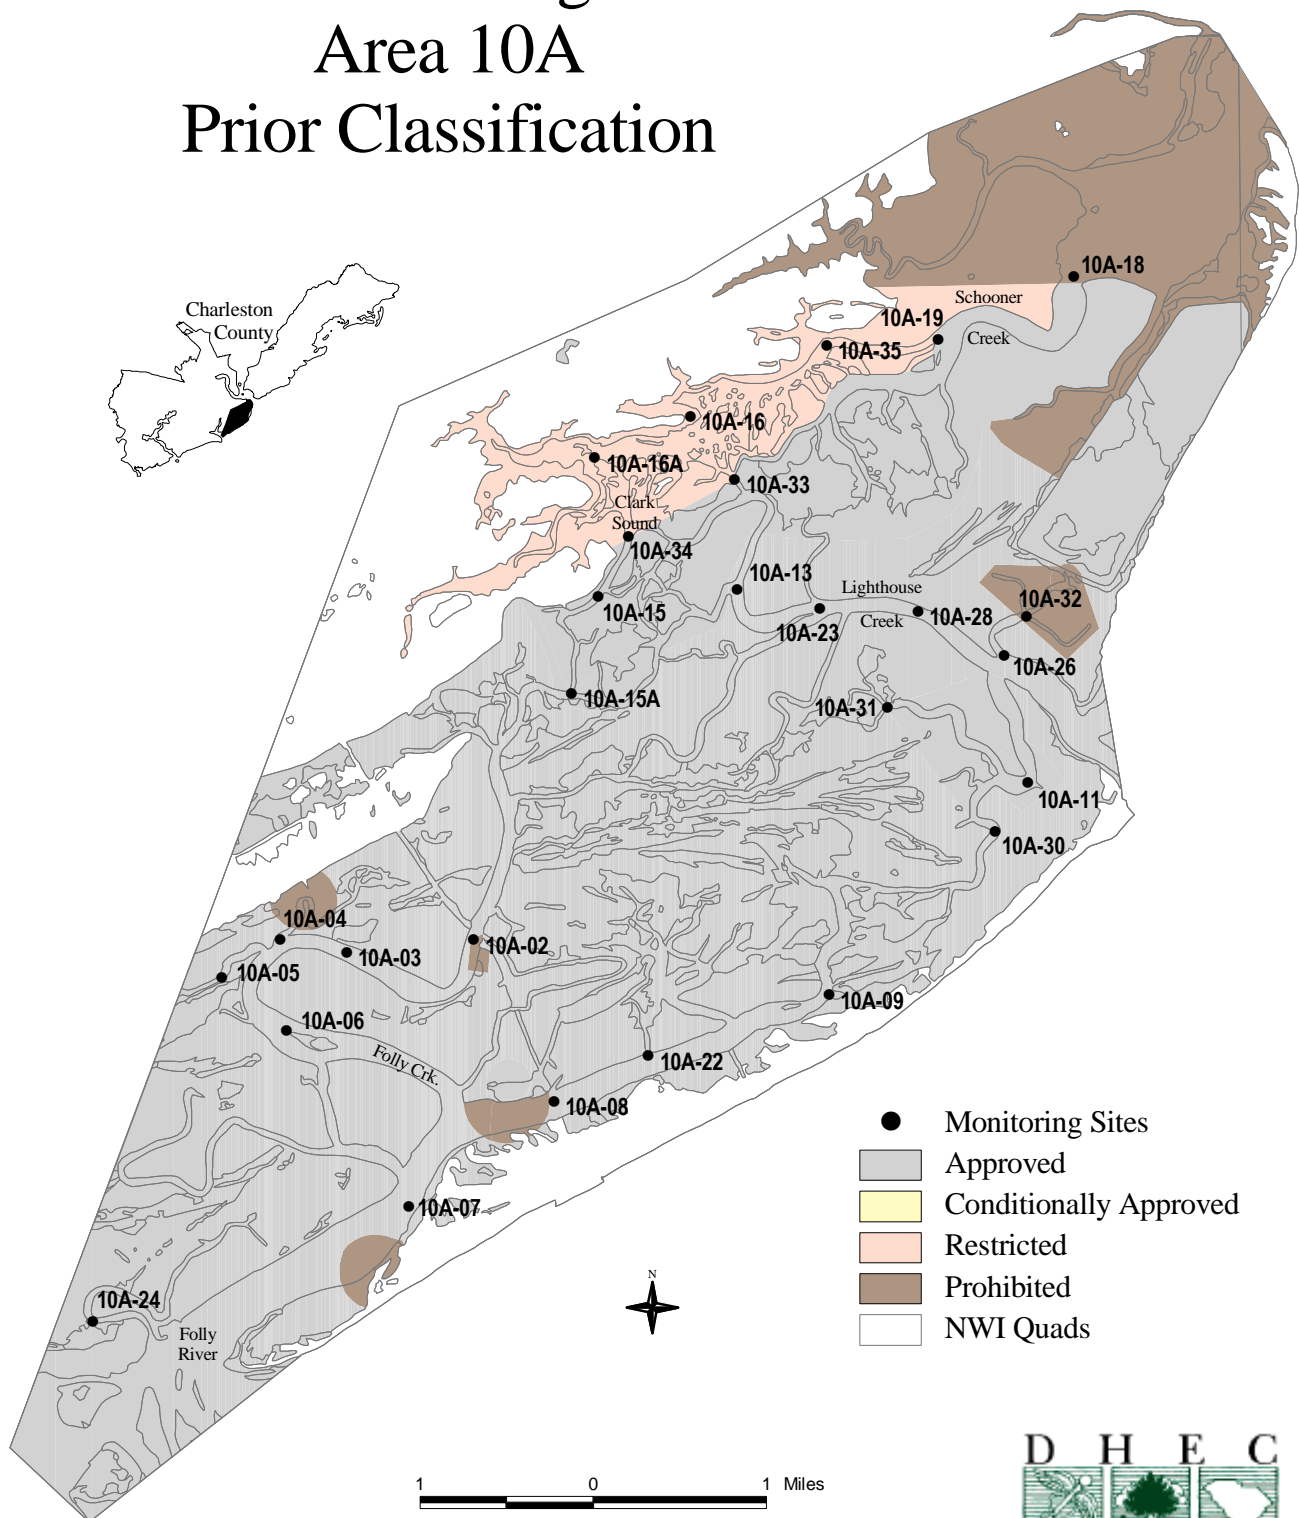 Area 10A
Prior Classification
Charleston
County
10A-18
Schooner
10A-19
Creek
10A-35
10A-16
10A-16A
10A-33
Clark
Sound
10A-34
10A-13
Lighthouse
10A-32
10A-15
10A-28
Creek
10A-23
10A-26
10A-15A
10A-31
10A-11
10A-30
10A-04
10A-02
10A-03
10A-05
10A-09
10A-06
Folly Crk.
10A-22
10A-08
10A-07
10A-24
Folly
River
Monitoring Sites
Approved
Conditionally Approved
Restricted
Prohibited
NWI Quads
N
1 0 1 Miles
D H E C